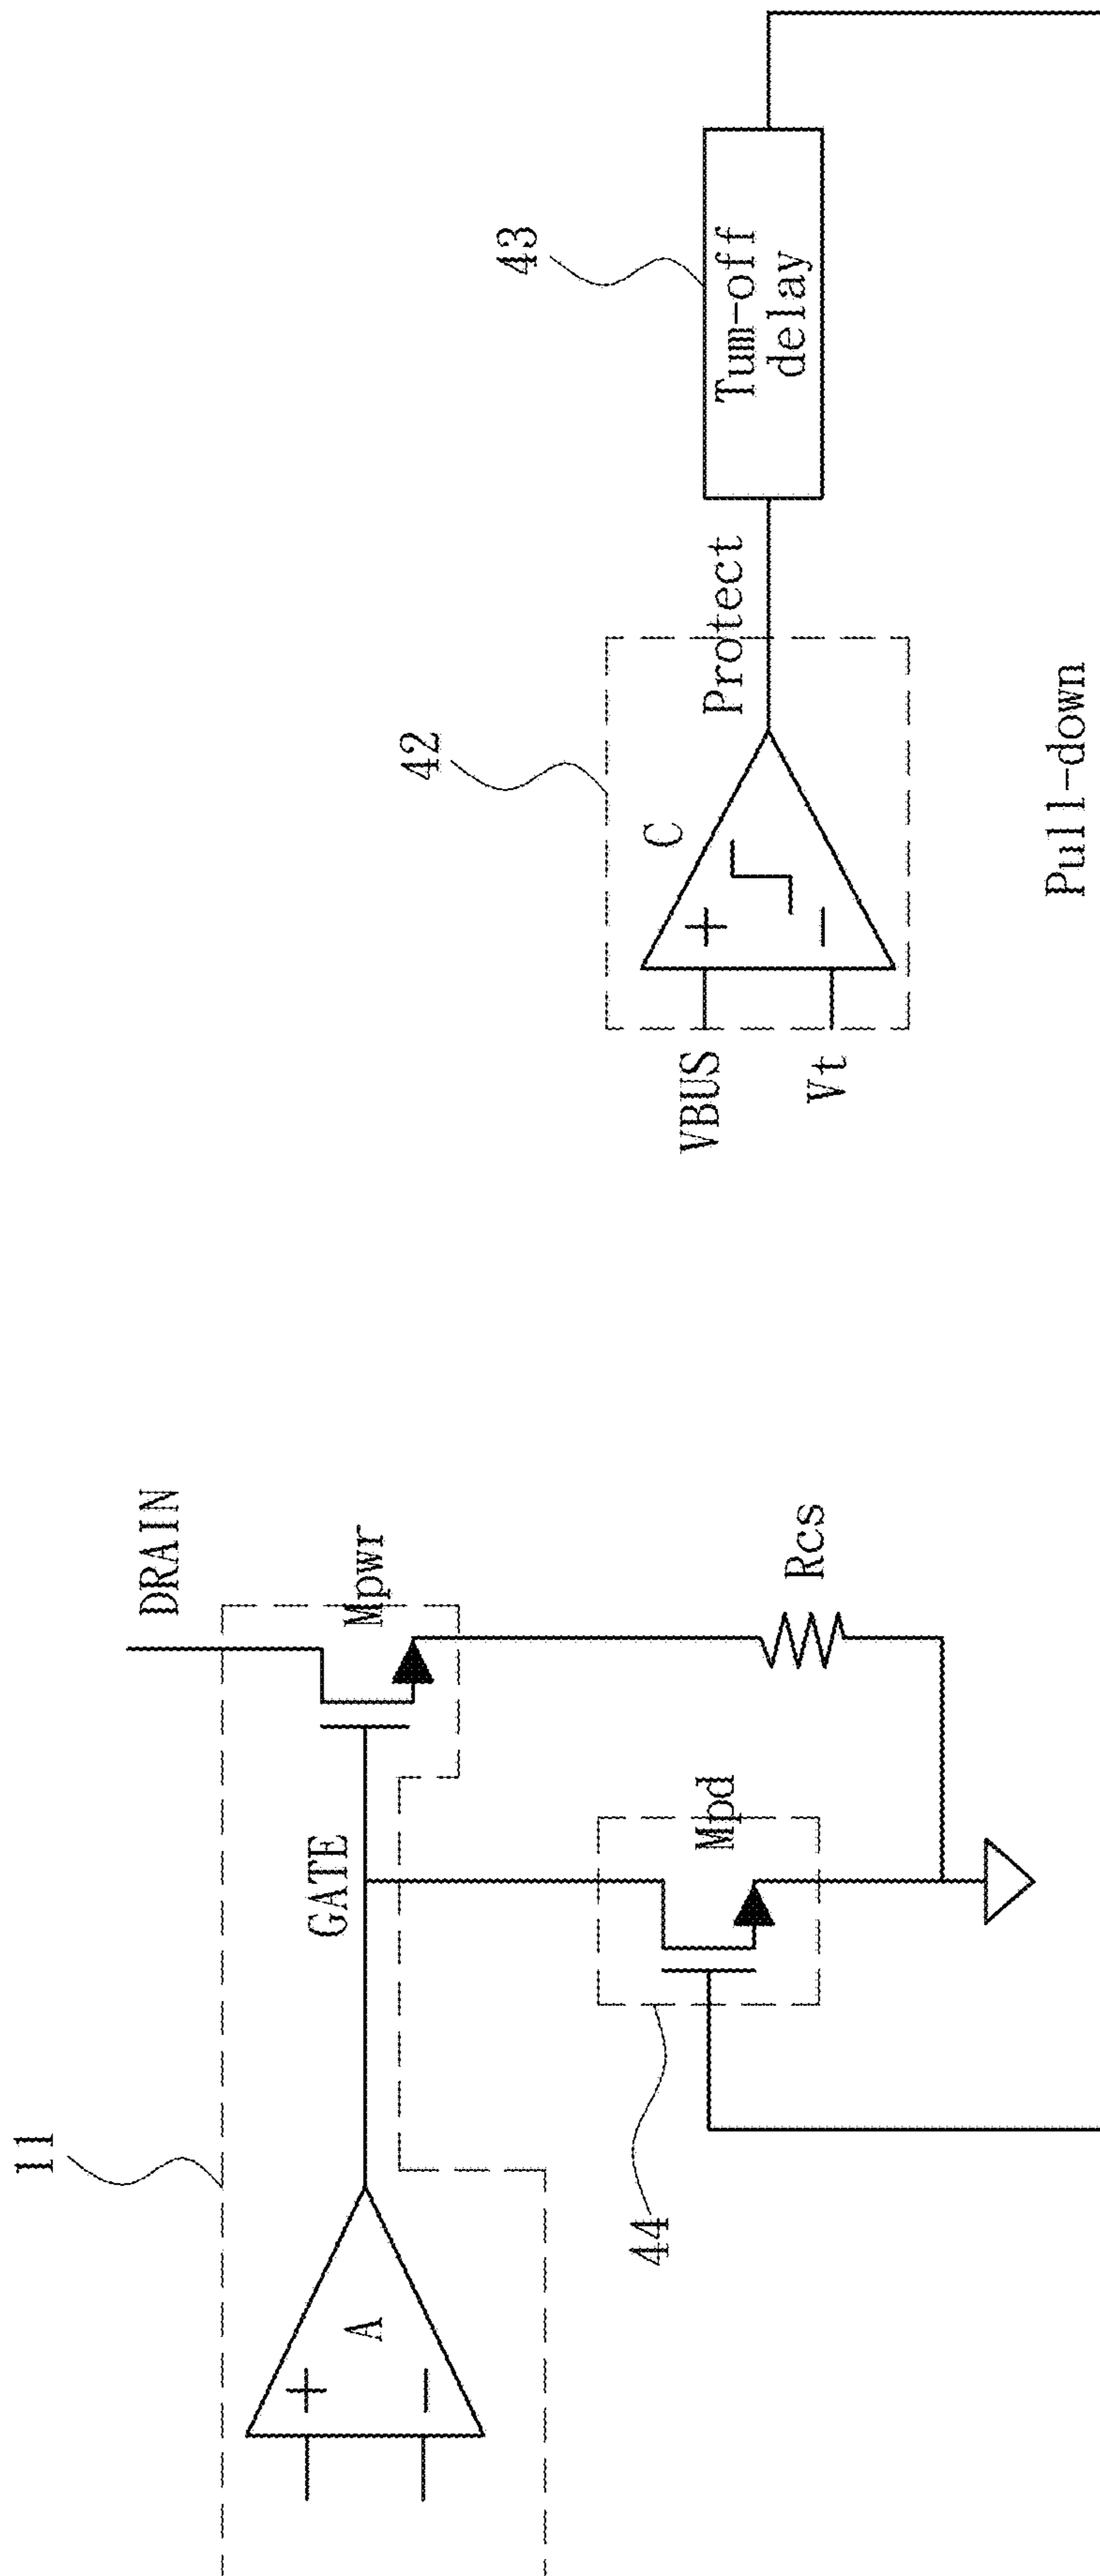 11
A
+
−
GATE
DRAIN
Mpwr
44
Mpd
Rcs
42
VBUS
Vt
C
+
−
Protect
43
Tum-off
delay
Pull-down